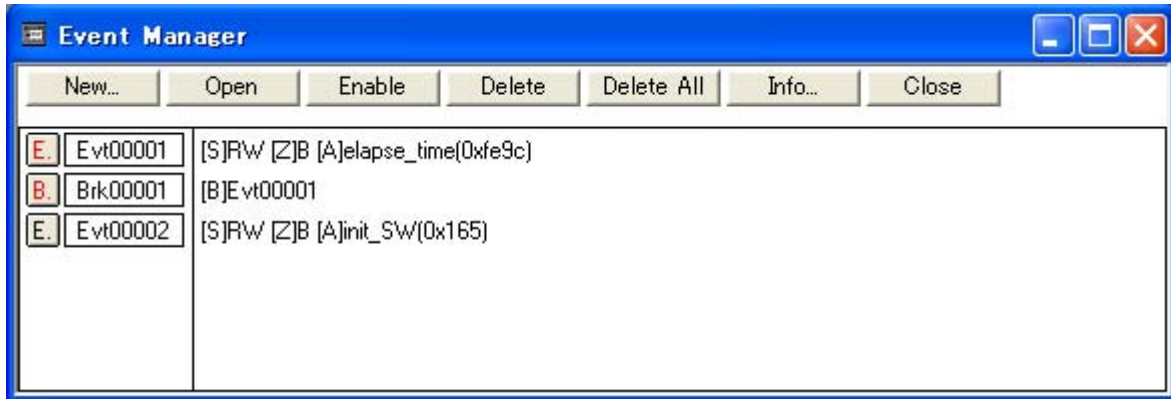 Event Manager
New... Open Enable Delete Delete All Info... Close
E. Evt00001 [S]RW [Z]B [A]elapse_time(0xfe9c)
B. Brk00001 [B]Evt00001
E. Evt00002 [S]RW [Z]B [A]init_SW(0x165)